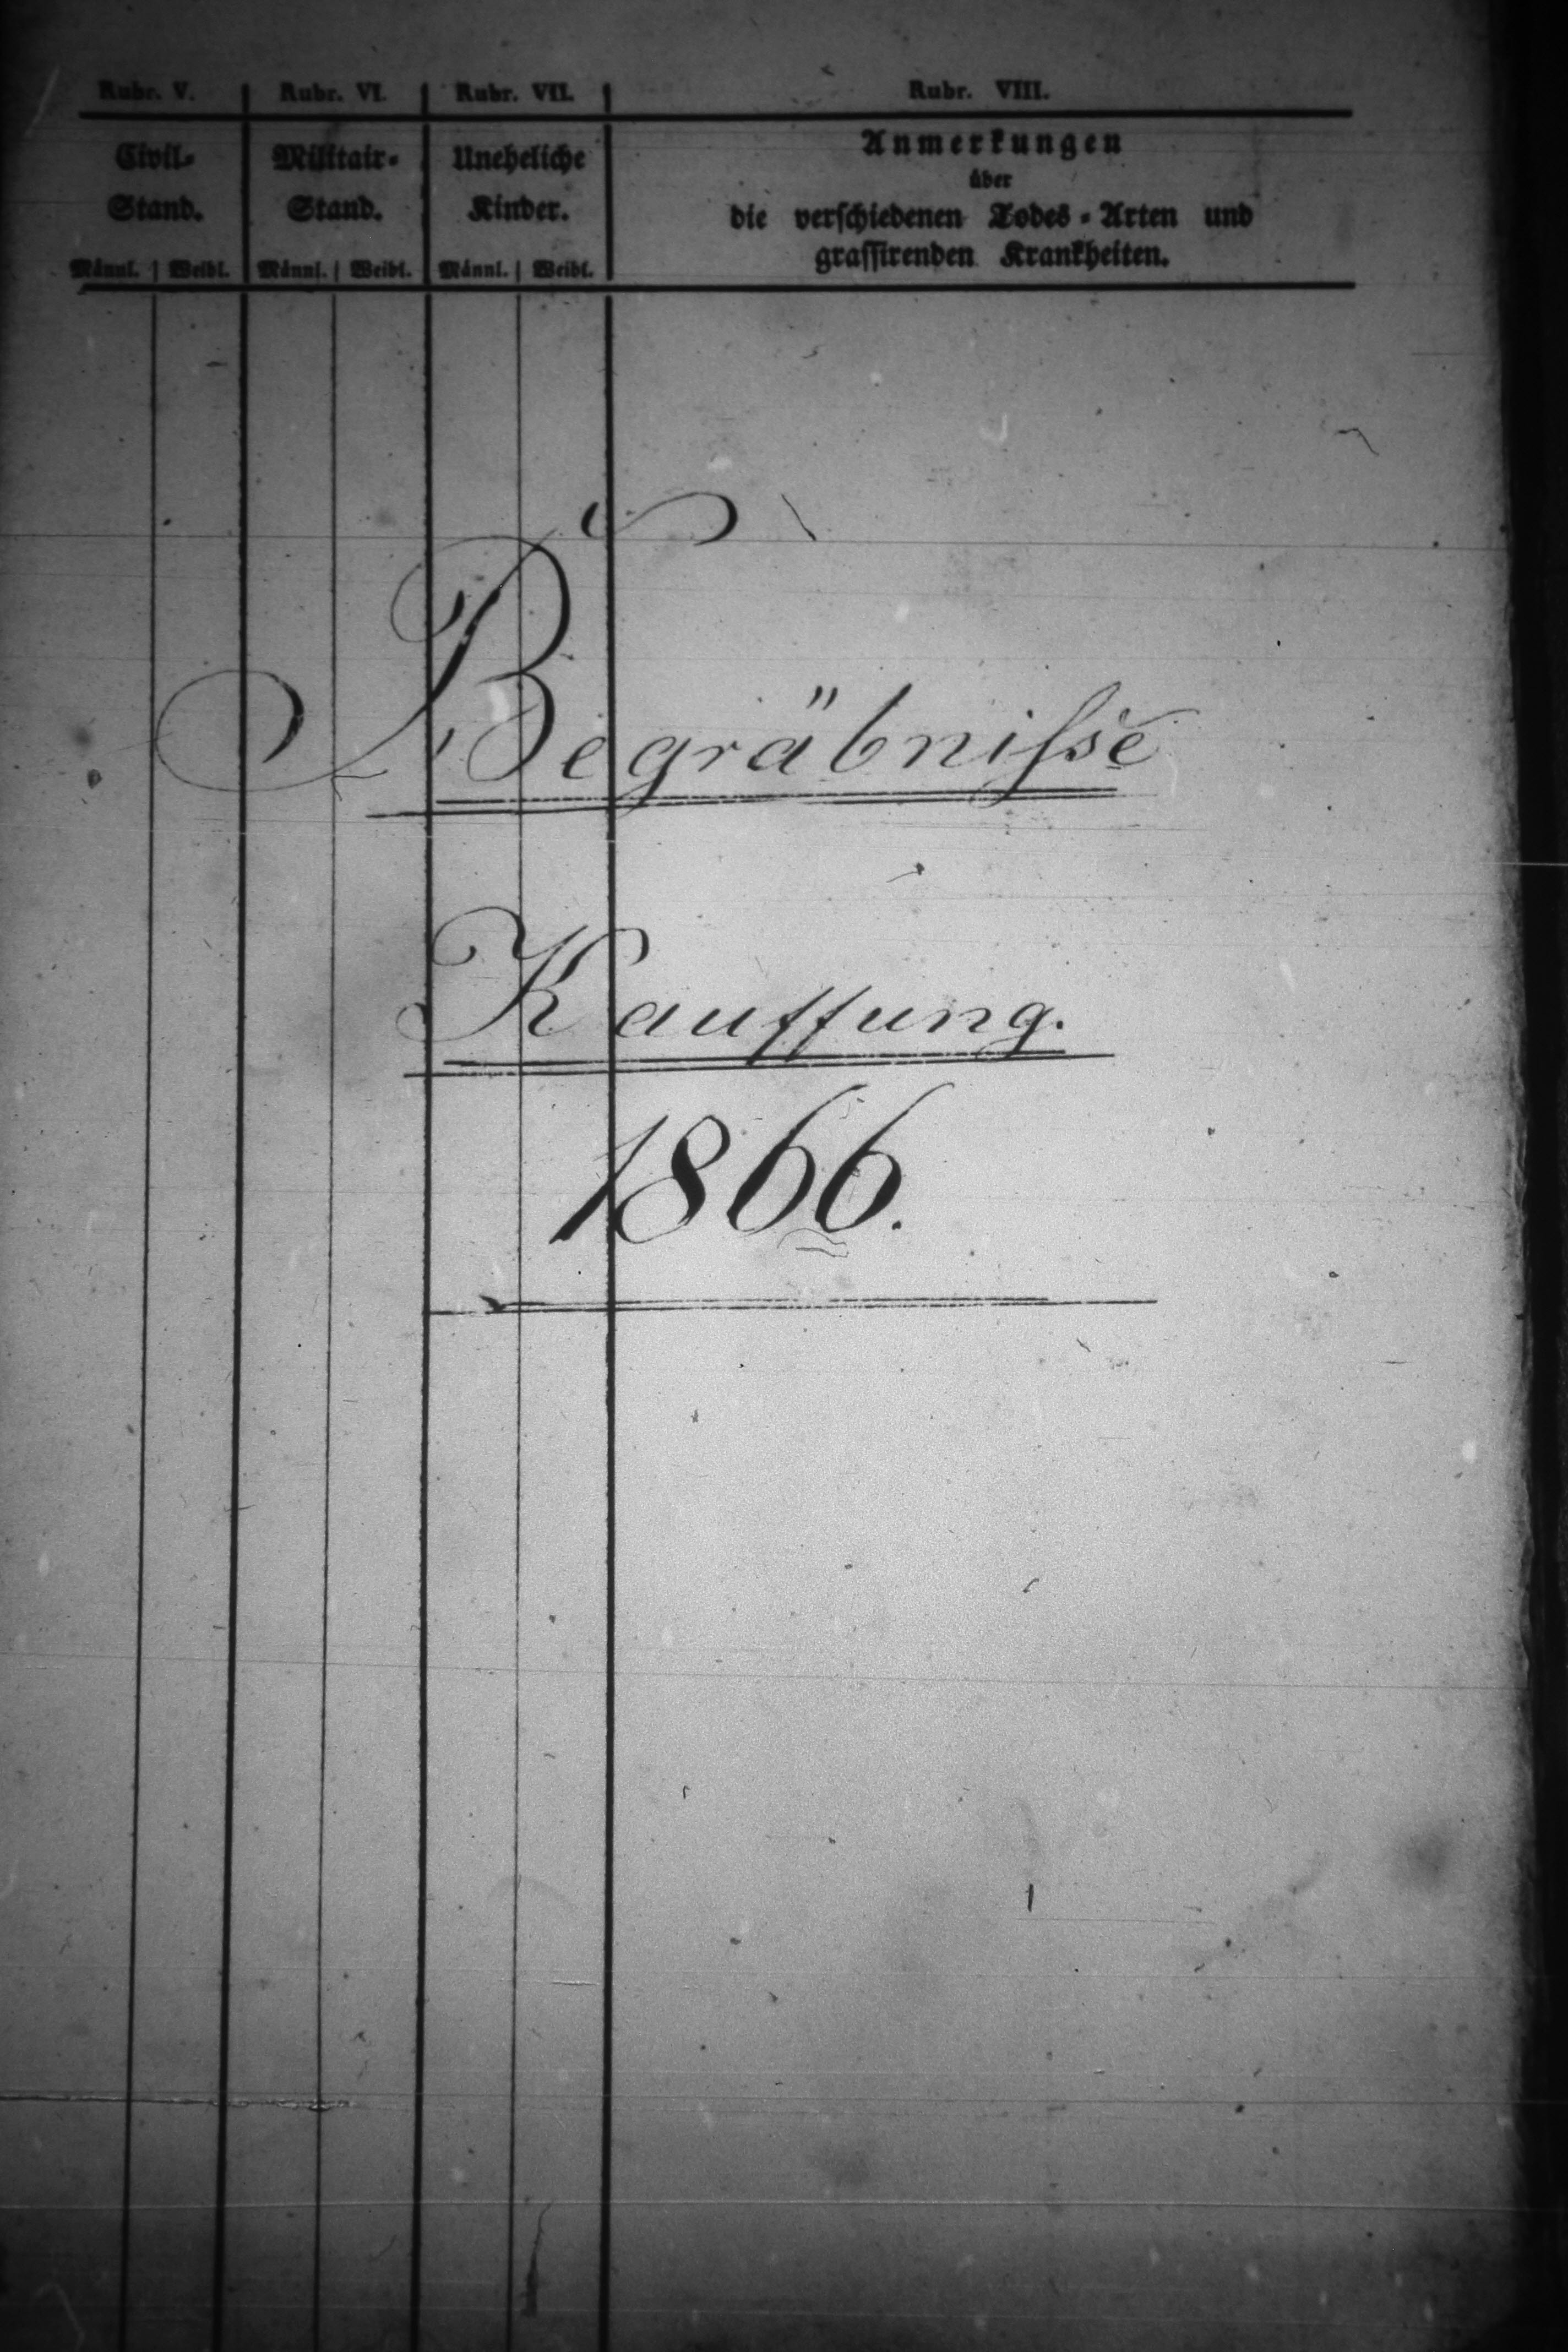 Rubr. V. Rubr. VI. Rubr. VII. Rubr. VIII.
Civil- Militair- Uneheliche Anmerkungen
über
Stand. Stand. Kinder. die verschiedenen Todes-Arten und
grassirenden Krankheiten.
Männl. Weibl. Männl. Weibl. Männl. Weibl.
Begräbnisse
Kauffung.
1866.